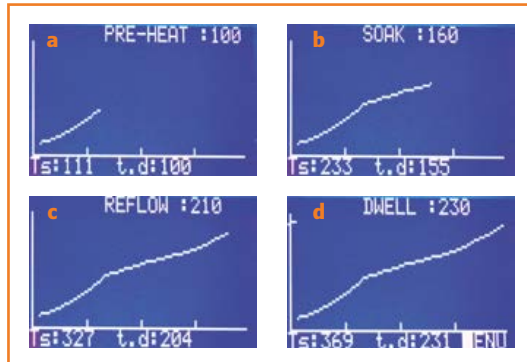 a
PRE-HEAT :100
Ts:111 t.d:100
b
SOAK :160
Ts:233 t.d:155
c
REFLOW :210
Ts:327 t.d:204
d
DWELL :230
Ts:369 t.d:231 MENU